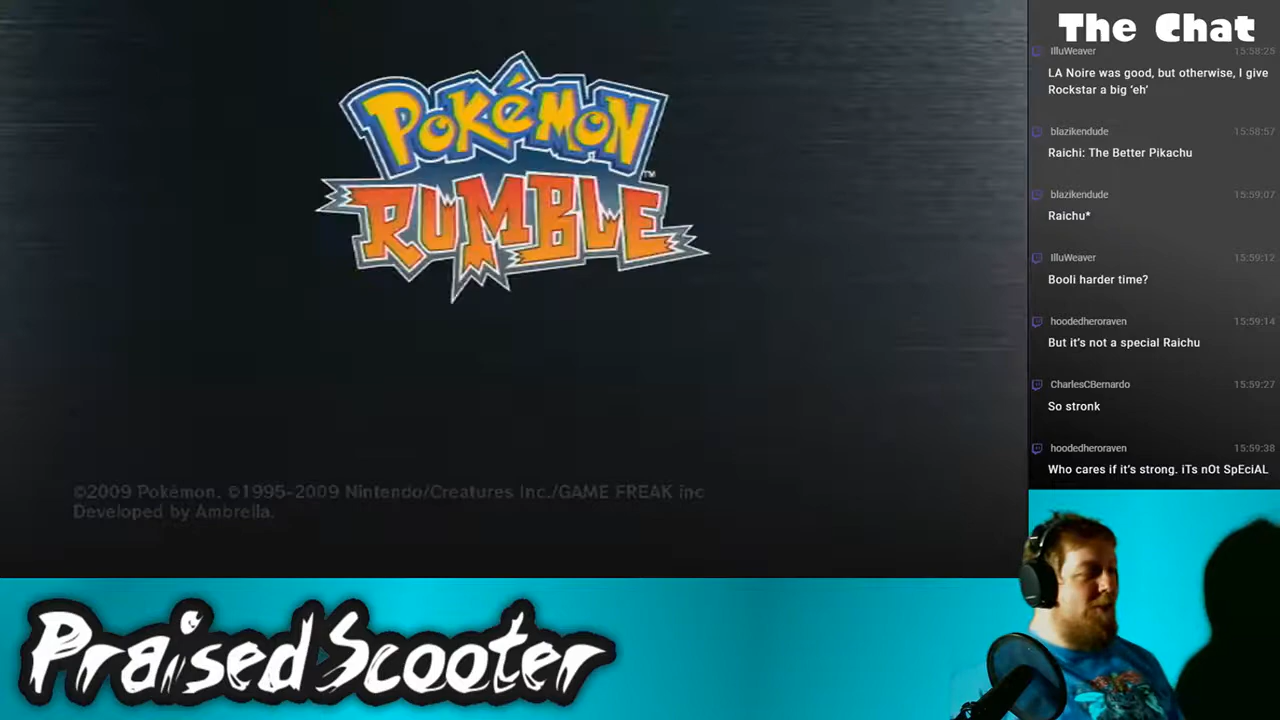 POKéMON
™
RUMBLE
©2009 Pokémon. ©1995-2009 Nintendo/Creatures Inc./GAME FREAK inc
Developed by Ambrella.
The Chat
IlluWeaver 15:58:25
LA Noire was good, but otherwise, I give
Rockstar a big ‘eh’
blazikendude 15:58:57
Raichi: The Better Pikachu
blazikendude 15:59:07
Raichu*
IlluWeaver 15:59:12
Booli harder time?
hoodedheroraven 15:59:14
But it’s not a special Raichu
CharlesCBernardo 15:59:27
So stronk
hoodedheroraven 15:59:38
Who cares if it’s strong. iTs nOt SpEciAL
PraisedScooter